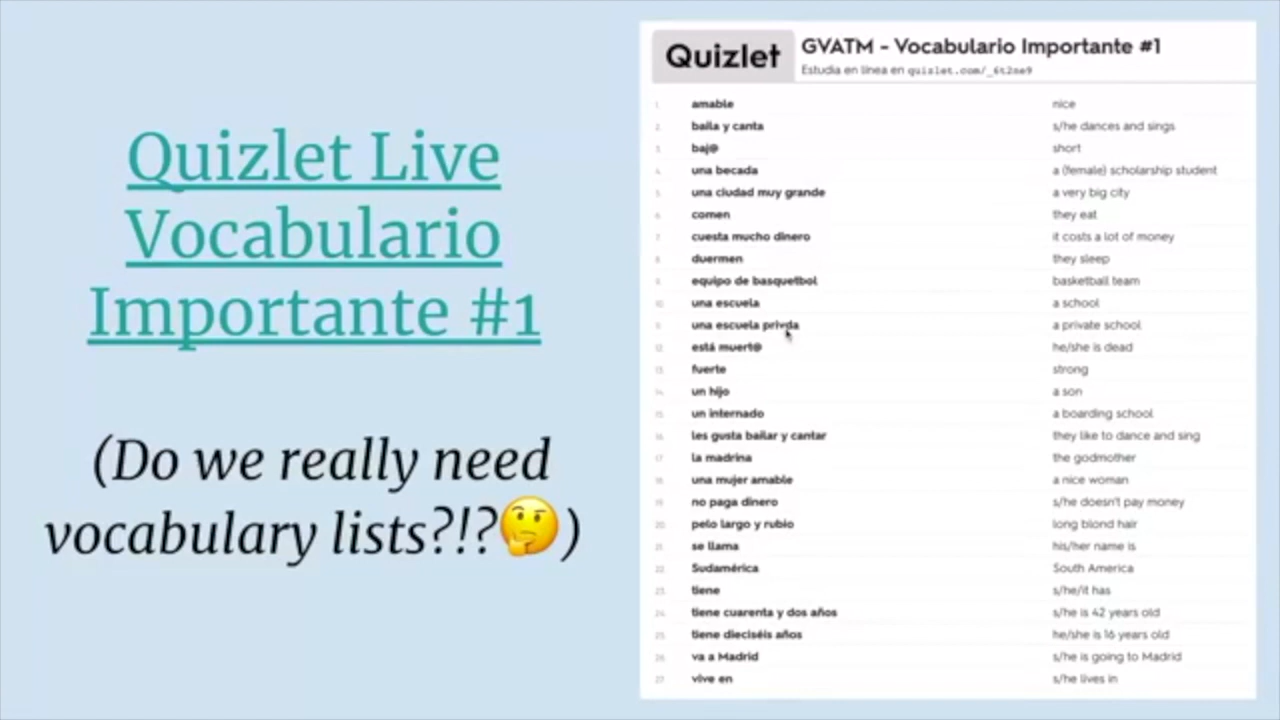 Quizlet Live
Vocabulario
Importante #1
(Do we really need
vocabulary lists?!?🤔)
Quizlet
GVATM - Vocabulario Importante #1
Estudia en línea en quizlet.com/_6t2me9
1. amable nice
2. baila y canta s/he dances and sings
3. baj@ short
4. una becada a (female) scholarship student
5. una ciudad muy grande a very big city
6. comen they eat
7. cuesta mucho dinero it costs a lot of money
8. duermen they sleep
9. equipo de basquetbol basketball team
10. una escuela a school
11. una escuela privda a private school
12. está muert@ he/she is dead
13. fuerte strong
14. un hijo a son
15. un internado a boarding school
16. les gusta bailar y cantar they like to dance and sing
17. la madrina the godmother
18. una mujer amable a nice woman
19. no paga dinero s/he doesn't pay money
20. pelo largo y rubio long blond hair
21. se llama his/her name is
22. Sudamérica South America
23. tiene s/he/it has
24. tiene cuarenta y dos años s/he is 42 years old
25. tiene dieciséis años he/she is 16 years old
26. va a Madrid s/he is going to Madrid
27. vive en s/he lives in